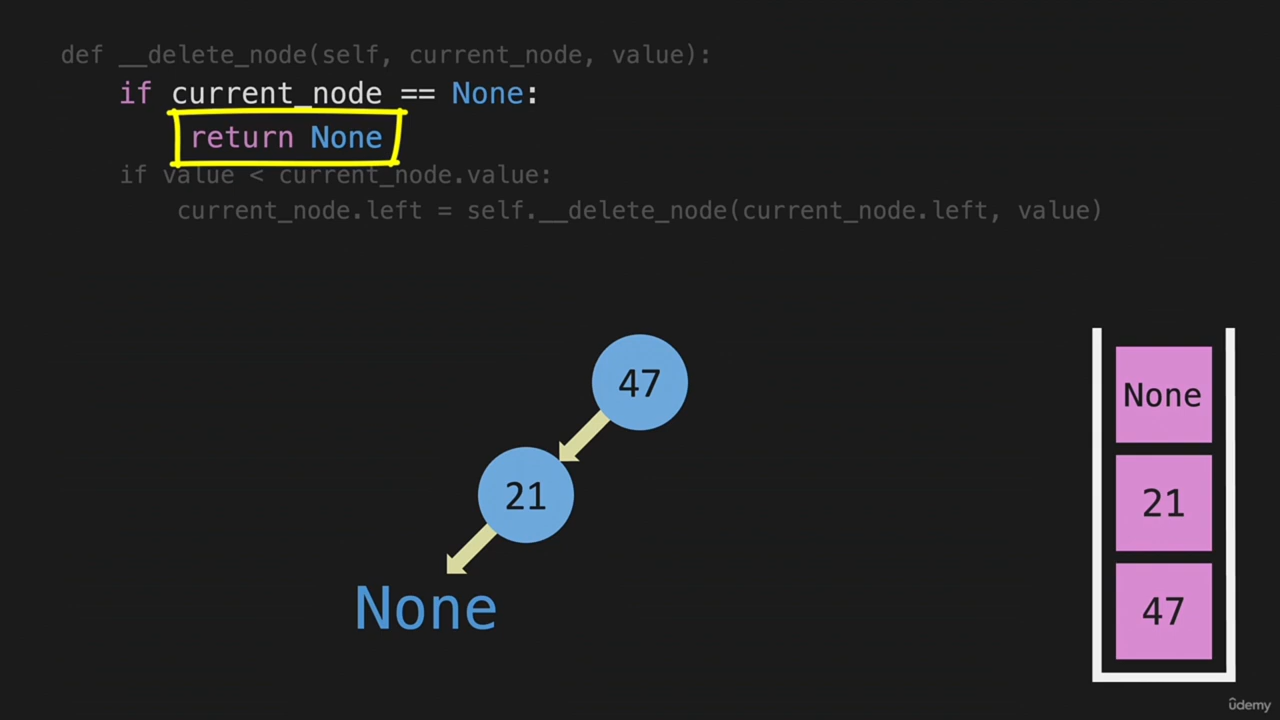 def __delete_node(self, current_node, value):
    if current_node == None:
        return None
    if value < current_node.value:
        current_node.left = self.__delete_node(current_node.left, value)
47
21
None
None
21
47
ûdemy